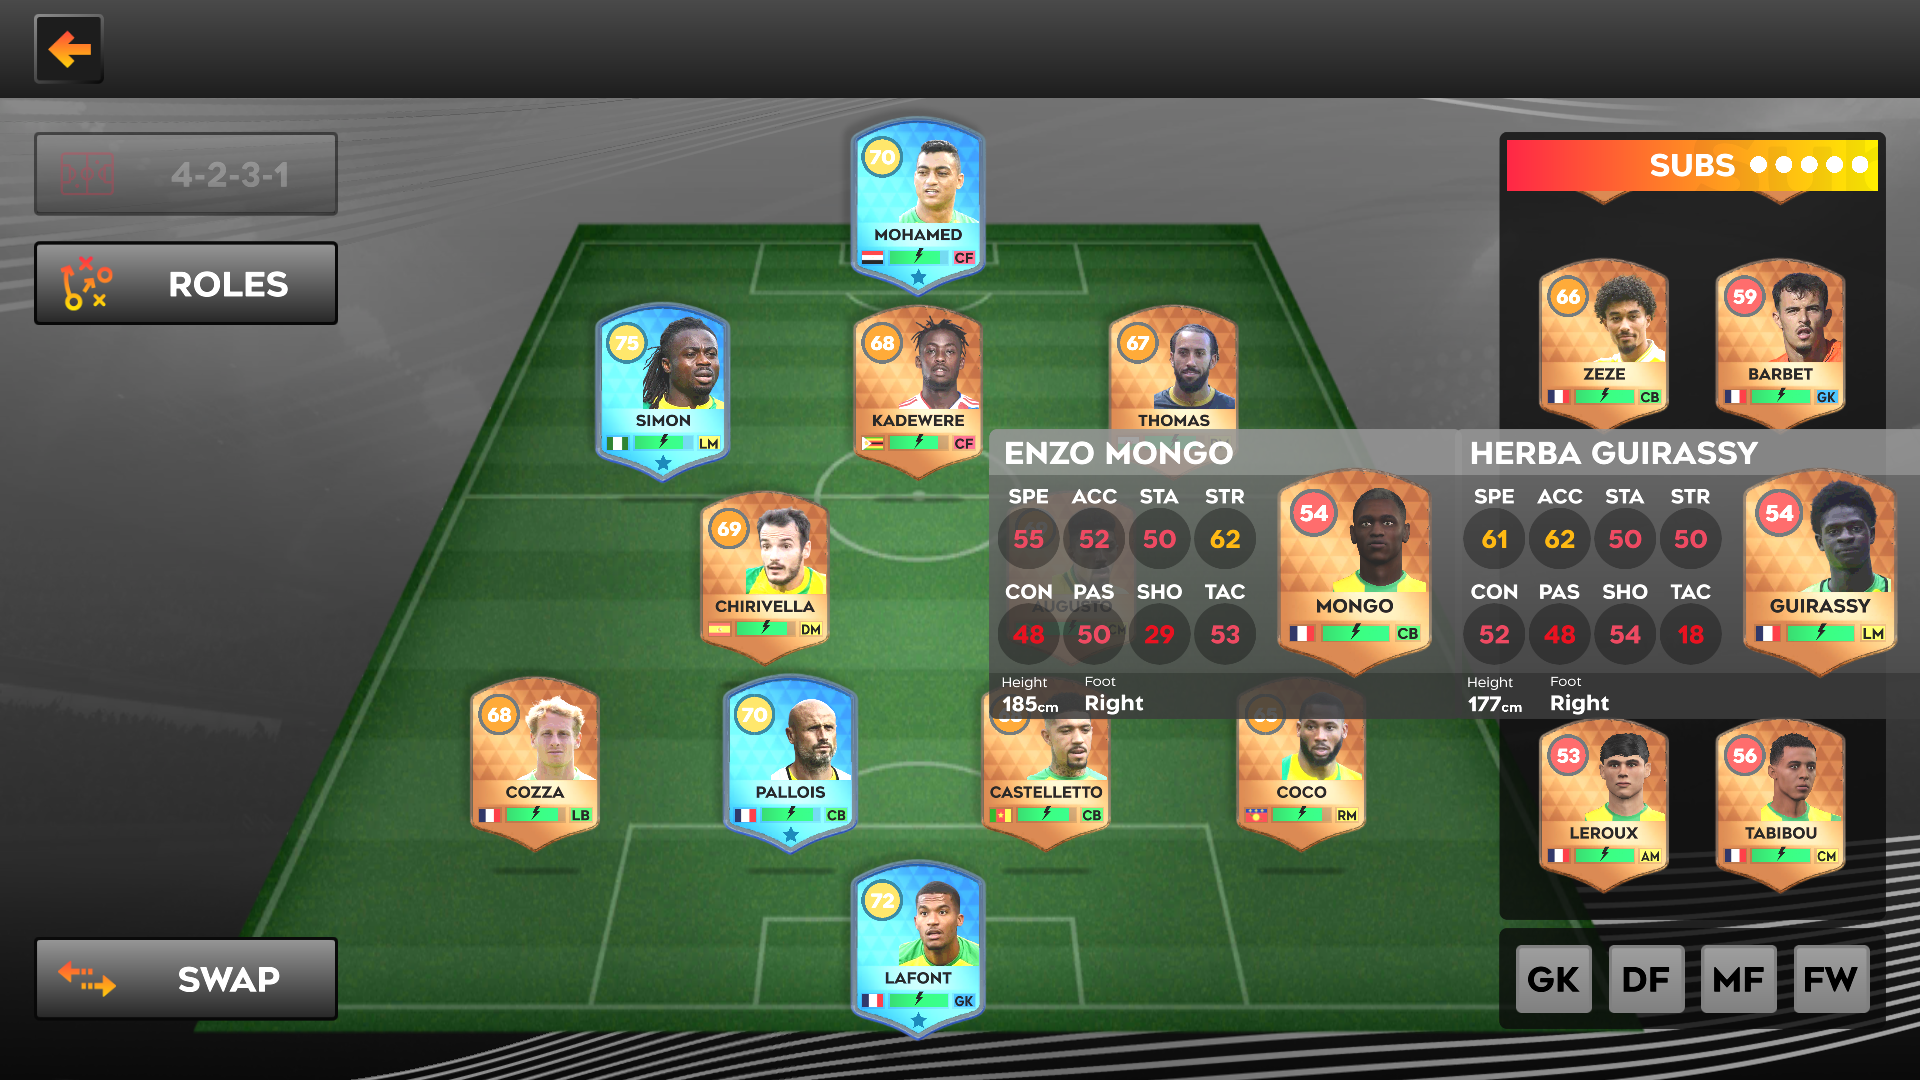 4-2-3-1
ROLES
SWAP
70
MOHAMED
CF
75
SIMON
LM
68
KADEWERE
CF
67
THOMAS
69
CHIRIVELLA
DM
AUGUSTO
CM
68
COZZA
LB
70
PALLOIS
CB
CASTELLETTO
CB
65
COCO
RM
72
LAFONT
GK
ENZO MONGO
SPE ACC STA STR
55 52 50 62
CON PAS SHO TAC
48 50 29 53
Height Foot
185cm Right
54
MONGO
CB
HERBA GUIRASSY
SPE ACC STA STR
61 62 50 50
CON PAS SHO TAC
52 48 54 18
Height Foot
177cm Right
54
GUIRASSY
LM
SUBS
66
ZEZE
CB
59
BARBET
GK
53
LEROUX
AM
56
TABIBOU
CM
GK DF MF FW